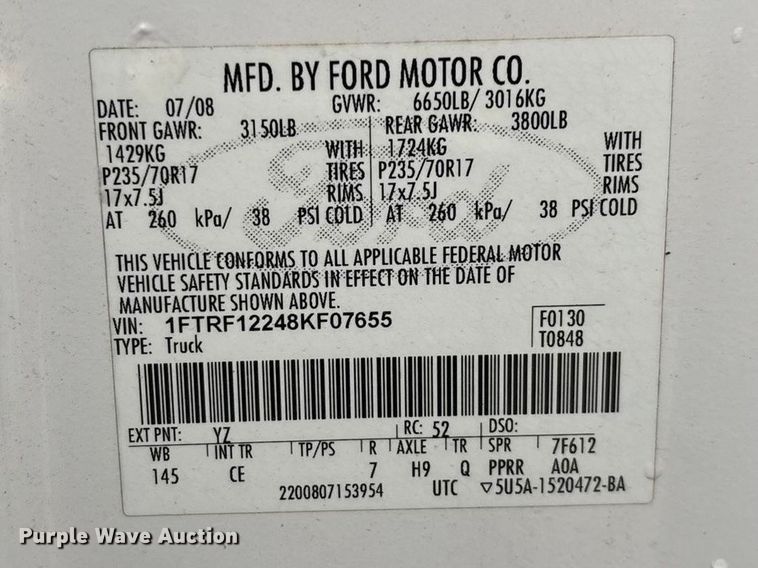 MFD. BY FORD MOTOR CO.
DATE: 07/08 GVWR: 6650LB/ 3016KG
FRONT GAWR: 3150LB REAR GAWR: 3800LB
1429KG WITH 1724KG WITH
P235/70R17 TIRES P235/70R17 TIRES
17x7.5J RIMS 17x7.5J RIMS
AT 260 kPa/ 38 PSI COLD AT 260 kPa/ 38 PSI COLD
Ford
THIS VEHICLE CONFORMS TO ALL APPLICABLE FEDERAL MOTOR
VEHICLE SAFETY STANDARDS IN EFFECT ON THE DATE OF
MANUFACTURE SHOWN ABOVE.
VIN: 1FTRF12248KF07655 F0130
TYPE: Truck T0848
EXT PNT: YZ RC: 52 DSO:
WB INT TR TP/PS R AXLE TR SPR 7F612
145 CE 7 H9 Q PPRR A0A
2200807153954 UTC ▽5U5A-1520472-BA
Purple Wave Auction